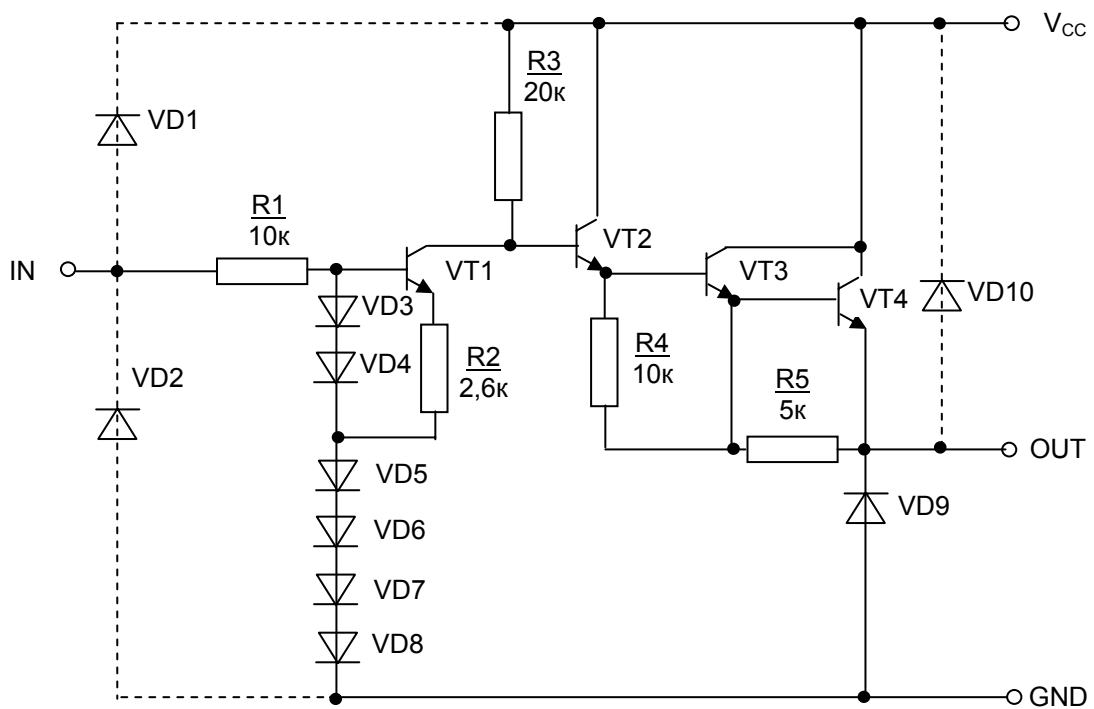 V_CC
R3
20к
VD1
R1
10к
VT2
IN
VT1
VT3
VD3
VT4
VD10
VD4
R2
2,6к
R4
10к
VD2
R5
5к
OUT
VD5
VD9
VD6
VD7
VD8
GND